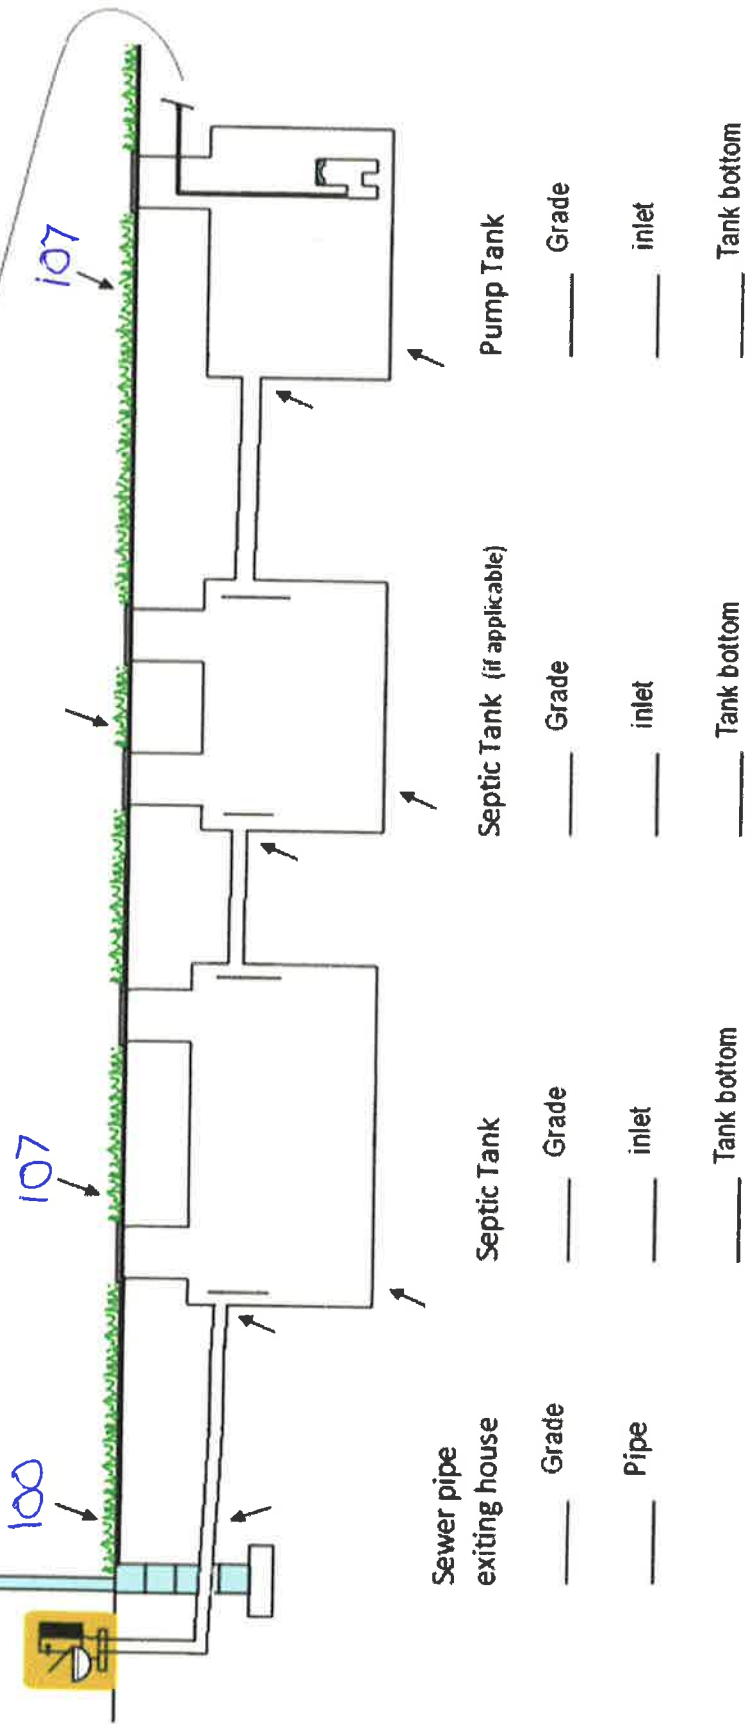 100
107
107
Sewer pipe
exiting house
Grade
Pipe
Septic Tank
Grade
inlet
Tank bottom
Septic Tank (if applicable)
Grade
inlet
Tank bottom
Pump Tank
Grade
inlet
Tank bottom